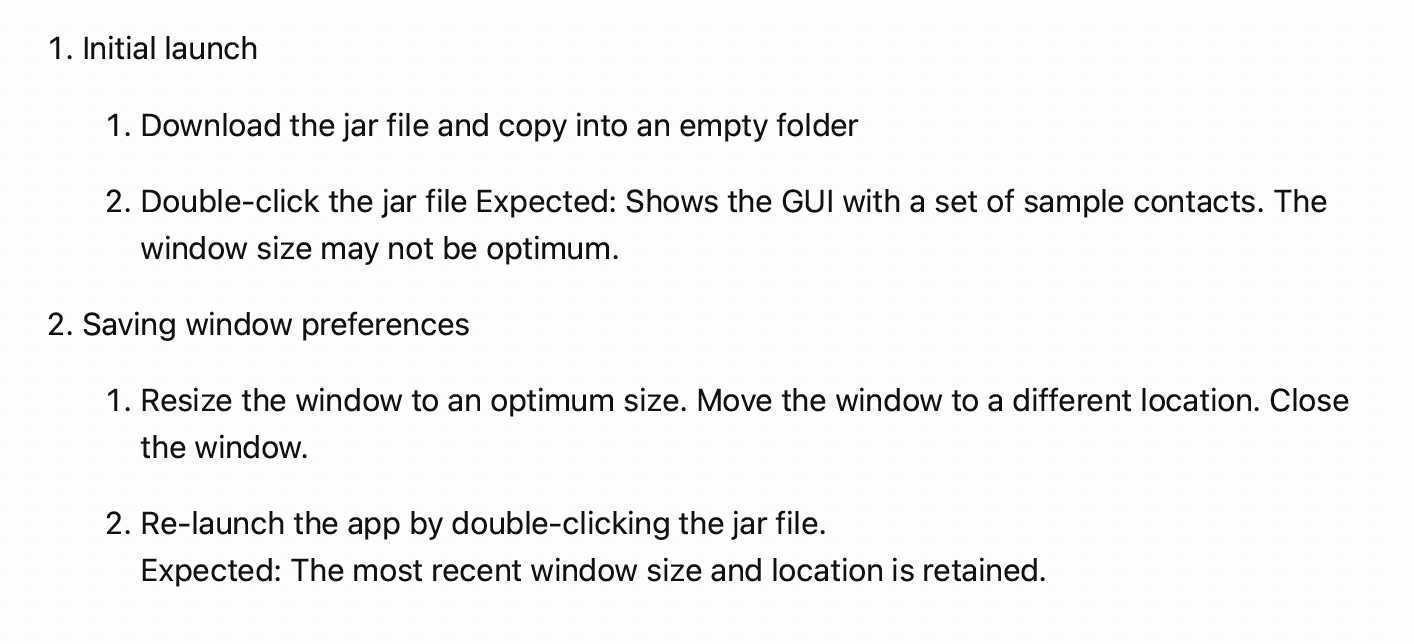 1. Initial launch
1. Download the jar file and copy into an empty folder
2. Double-click the jar file Expected: Shows the GUI with a set of sample contacts. The
window size may not be optimum.
2. Saving window preferences
1. Resize the window to an optimum size. Move the window to a different location. Close
the window.
2. Re-launch the app by double-clicking the jar file.
Expected: The most recent window size and location is retained.